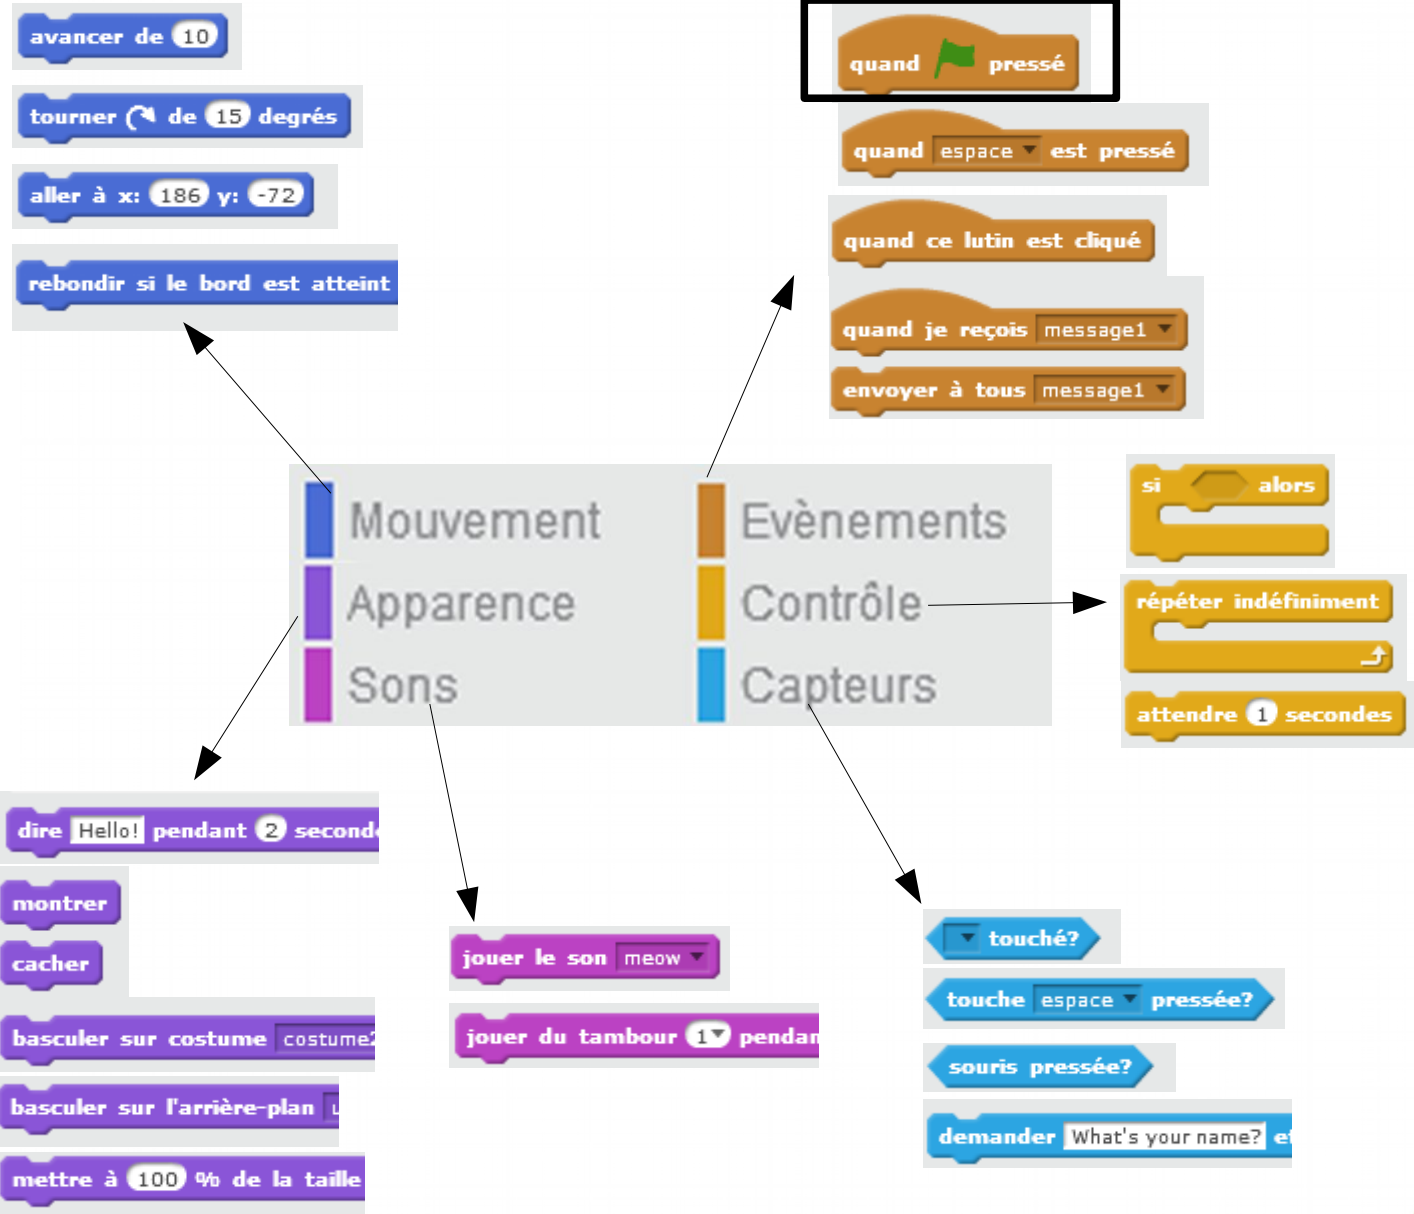 avancer de 10
tourner de 15 degrés
aller à x: 186 y: -72
rebondir si le bord est atteint
quand pressé
quand espace est pressé
quand ce lutin est cliqué
quand je reçois message1
envoyer à tous message1
Mouvement
Apparence
Sons
Evènements
Contrôle
Capteurs
si alors
répéter indéfiniment
attendre 1 secondes
dire Hello! pendant 2 second
montrer
cacher
basculer sur costume costume2
basculer sur l'arrière-plan
mettre à 100 % de la taille
jouer le son meow
jouer du tambour 1 pendan
touché?
touche espace pressée?
souris pressée?
demander What's your name? et